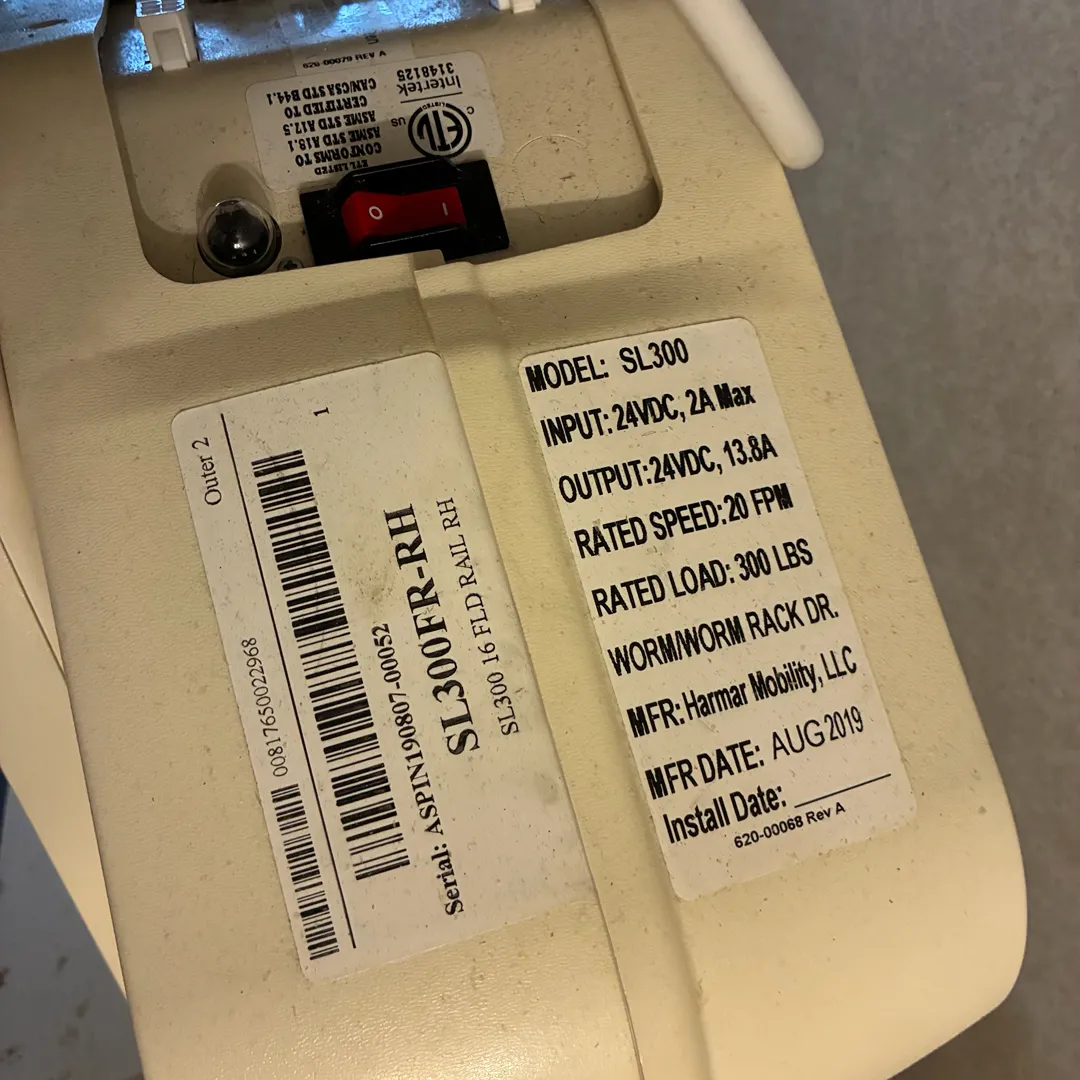 620-00079 REV A
Intertek
3148125
C
ETL
LISTED
US
ETL LISTED
CONFORMS TO
ASME STD A18.1
ASME STD A17.5
CERTIFIED TO
CAN/CSA STD B44.1
O I
Outer 2
1
00817650022968
Serial: ASPIN190807-00052
SL300FR-RH
SL300 16 FLD RAIL RH
MODEL: SL300
INPUT: 24VDC, 2A Max
OUTPUT:24VDC, 13.8A
RATED SPEED:20 FPM
RATED LOAD: 300 LBS
WORM/WORM RACK DR.
MFR: Harmar Mobility, LLC
MFR DATE: AUG 2019
Install Date:
620-00068 Rev A